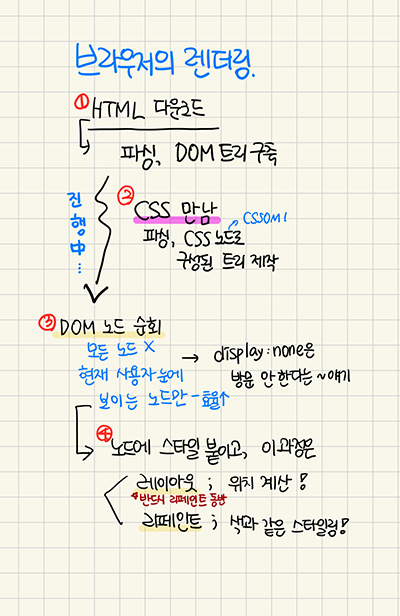 브라우저의 렌더링.
① HTML 다운로드
파싱, DOM 트리 구축
진행中...
② CSS 만남
파싱, CSS 노드로 CSSOM!
구성된 트리 제작
③ DOM 노드 순회
모든 노드 X → display:none은
현재 사용자 눈에 방문 안한다는 ~얘기
보이는 노드만 - 효율↑
④ 노드에 스타일 붙이고, 이 과정은
레이아웃 ; 위치 계산!
*반드시 리페인트 동반
리페인트 ; 색과 같은 스타일링!